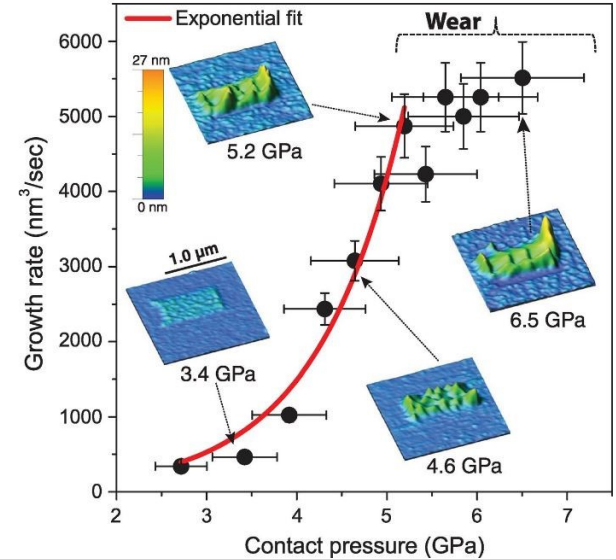 Exponential fit
Wear
27 nm
0 nm
5.2 GPa
1.0 µm
3.4 GPa
6.5 GPa
4.6 GPa
Growth rate (nm³/sec)
6000
5000
4000
3000
2000
1000
0
2 3 4 5 6 7
Contact pressure (GPa)